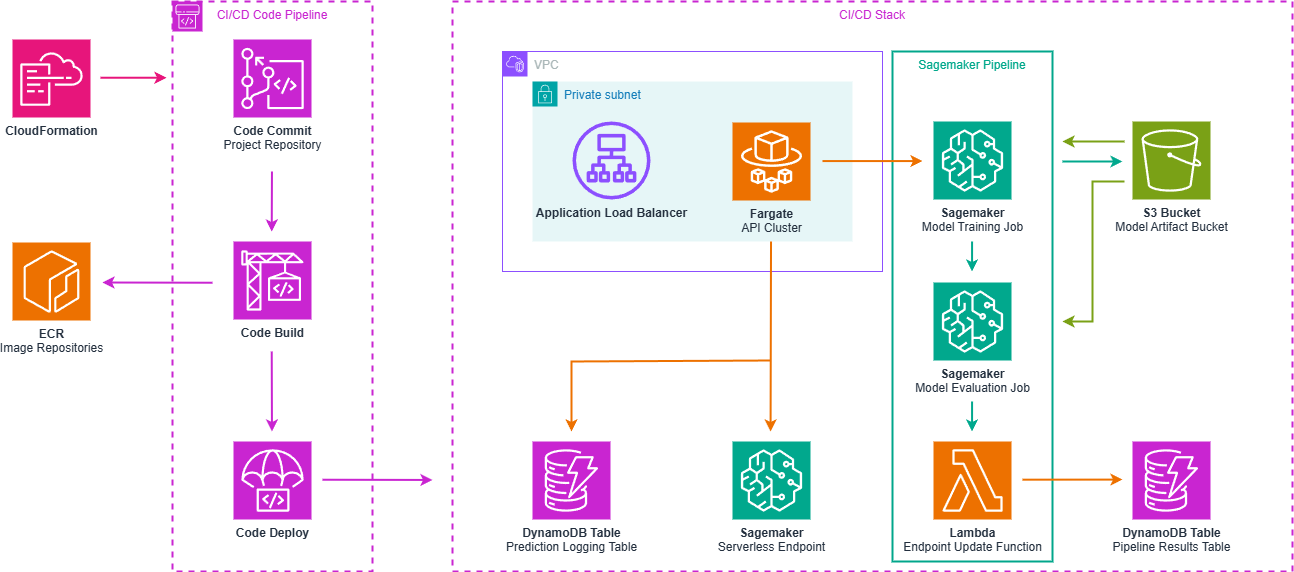 CI/CD Code Pipeline
CI/CD Stack
CloudFormation
Code Commit
Project Repository
ECR
Image Repositories
Code Build
Code Deploy
VPC
Private subnet
Application Load Balancer
Fargate
API Cluster
DynamoDB Table
Prediction Logging Table
Sagemaker
Serverless Endpoint
Sagemaker Pipeline
Sagemaker
Model Training Job
Sagemaker
Model Evaluation Job
Lambda
Endpoint Update Function
S3 Bucket
Model Artifact Bucket
DynamoDB Table
Pipeline Results Table